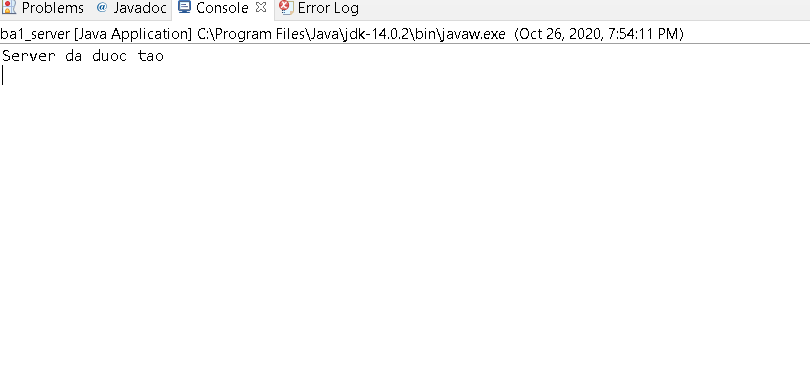 Problems @ Javadoc Console Error Log
ba1_server [Java Application] C:\Program Files\Java\jdk-14.0.2\bin\javaw.exe (Oct 26, 2020, 7:54:11 PM)
Server da duoc tao